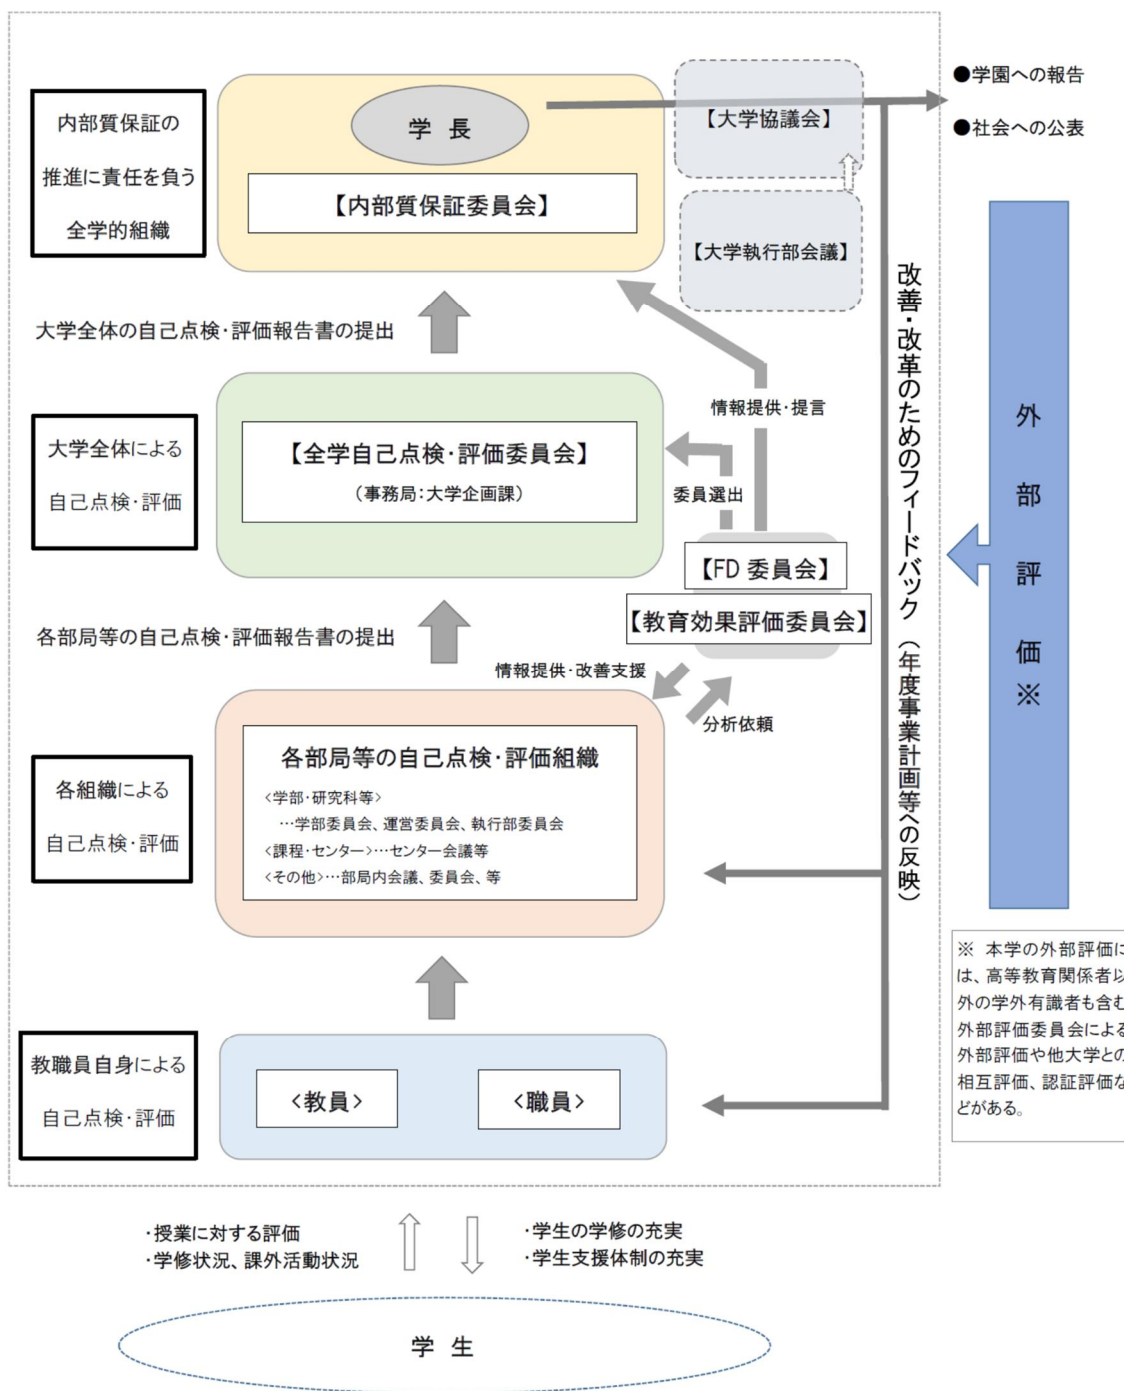 内部質保証の
推進に責任を負う
全学的組織
学 長
【内部質保証委員会】
【大学協議会】
【大学執行部会議】
●学園への報告
●社会への公表
大学全体の自己点検・評価報告書の提出
大学全体による
自己点検・評価
【全学自己点検・評価委員会】
（事務局：大学企画課）
情報提供・提言
委員選出
【FD 委員会】
【教育効果評価委員会】
各部局等の自己点検・評価報告書の提出
情報提供・改善支援
分析依頼
各組織による
自己点検・評価
各部局等の自己点検・評価組織
<学部・研究科等>
…学部委員会、運営委員会、執行部委員会
<課程・センター>…センター会議等
<その他>…部局内会議、委員会、等
改善・改革のためのフィードバック（年度事業計画等への反映）
外部評価※
※ 本学の外部評価に
は、高等教育関係者以
外の学外有識者も含む
外部評価委員会による
外部評価や他大学との
相互評価、認証評価な
どがある。
教職員自身による
自己点検・評価
<教員>
<職員>
・授業に対する評価
・学修状況、課外活動状況
・学生の学修の充実
・学生支援体制の充実
学 生